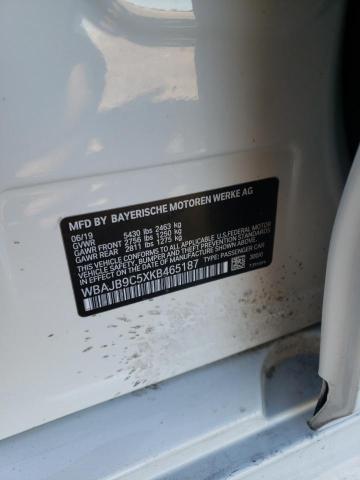 MFD BY BAYERISCHE MOTOREN WERKE AG
06/19
GVWR 5430 lbs 2463 kg
GAWR FRONT 2756 lbs 1250 kg
GAWR REAR 2811 lbs 1275 kg
THIS VEHICLE CONFORMS TO ALL APPLICABLE U.S. FEDERAL MOTOR
VEHICLE SAFETY, BUMPER AND THEFT PREVENTION STANDARDS
IN EFFECT ON THE DATE OF MANUFACTURE SHOWN ABOVE.
WBAJB9C5XKB465187 TYPE: PASSENGER CAR